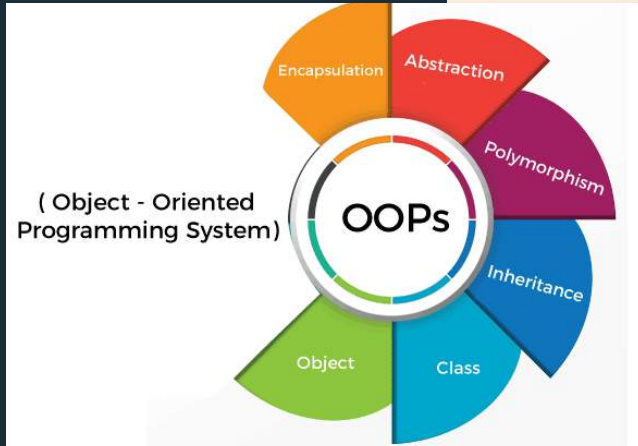 Encapsulation
Abstraction
Polymorphism
( Object - Oriented
Programming System)
OOPs
Inheritance
Object
Class